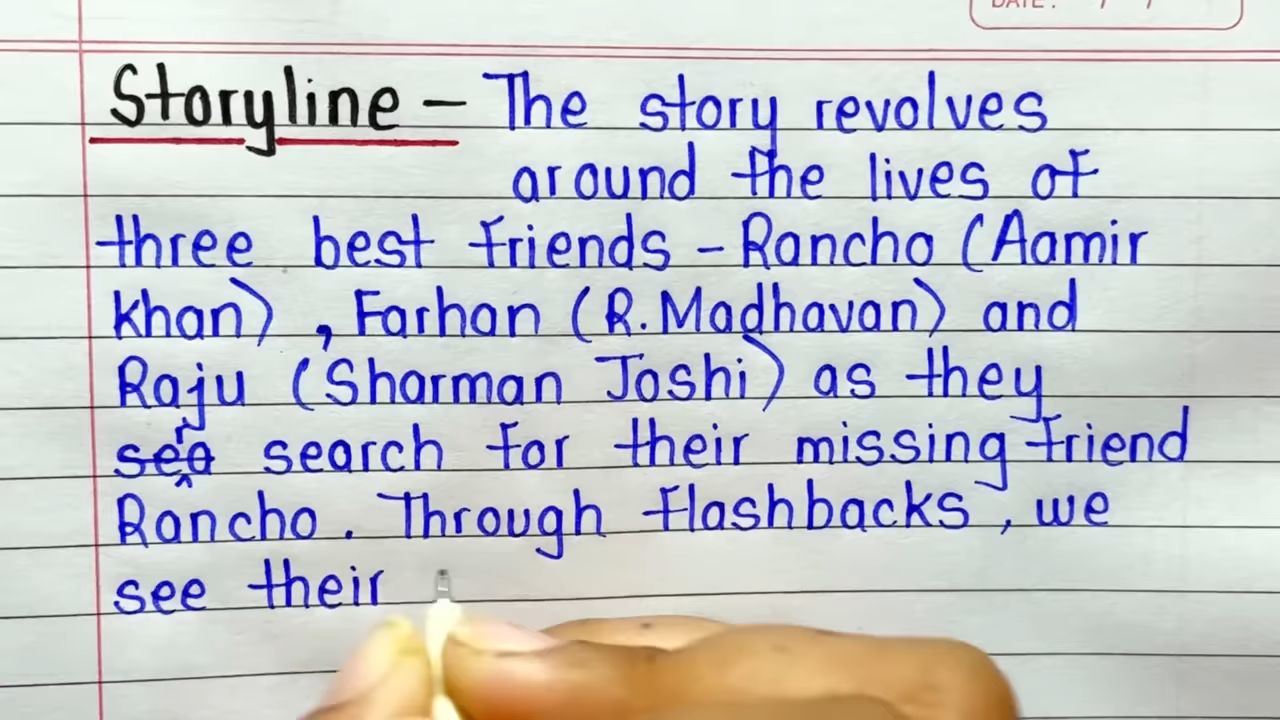 DATE: / /
Storyline - The story revolves
around the lives of
three best friends - Rancho (Aamir
Khan), Farhan (R. Madhavan) and
Raju (Sharman Joshi) as they
search for their missing friend
Rancho. Through flashbacks, we
see their